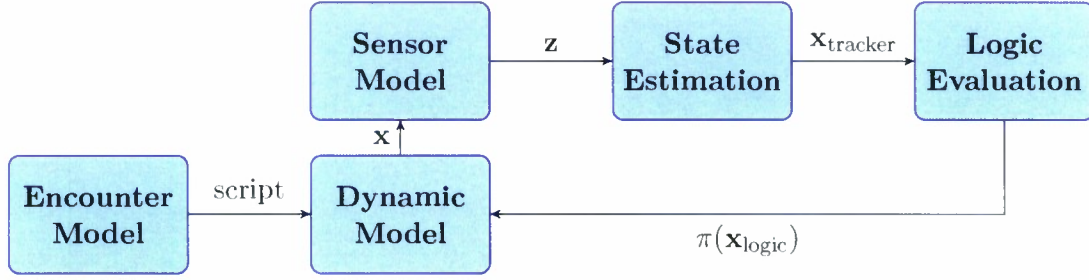 Sensor
Model
z
State
Estimation
x_tracker
Logic
Evaluation
x
Encounter
Model
script
Dynamic
Model
π(x_logic)